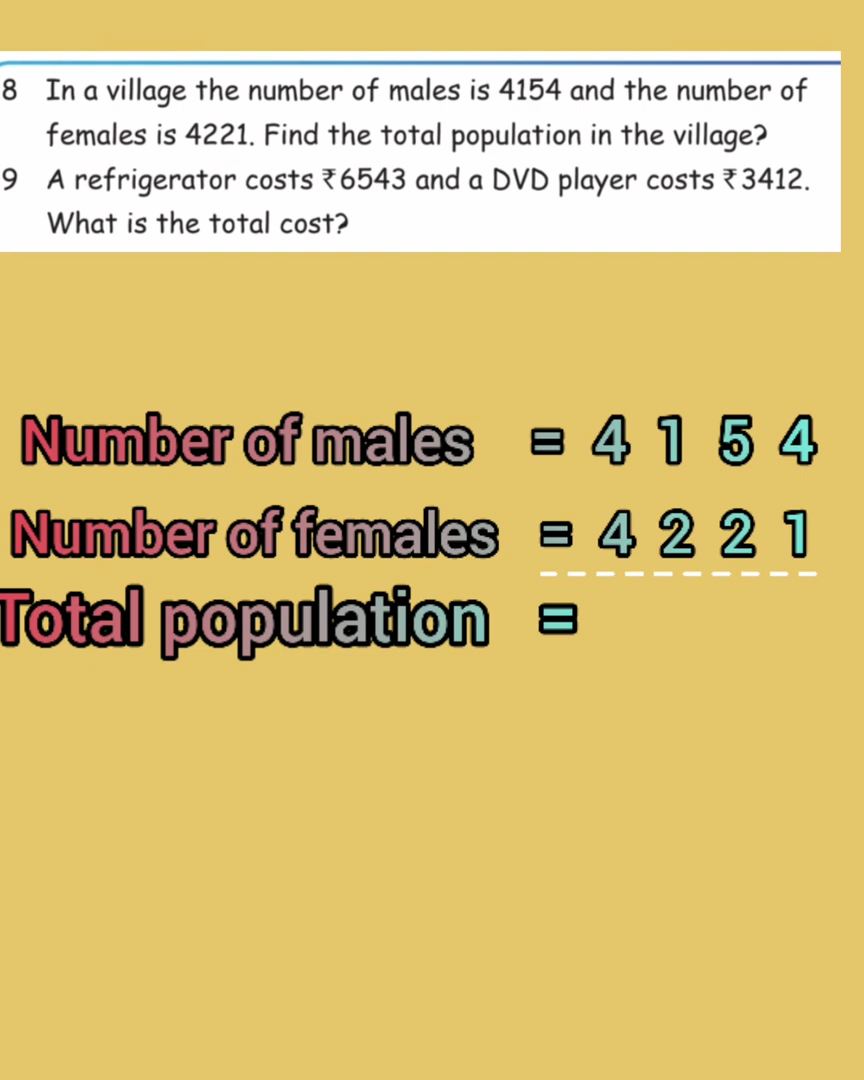 8 In a village the number of males is 4154 and the number of
females is 4221. Find the total population in the village?
9 A refrigerator costs ₹6543 and a DVD player costs ₹3412.
What is the total cost?
Number of males = 4 1 5 4
Number of females = 4 2 2 1
Total population =